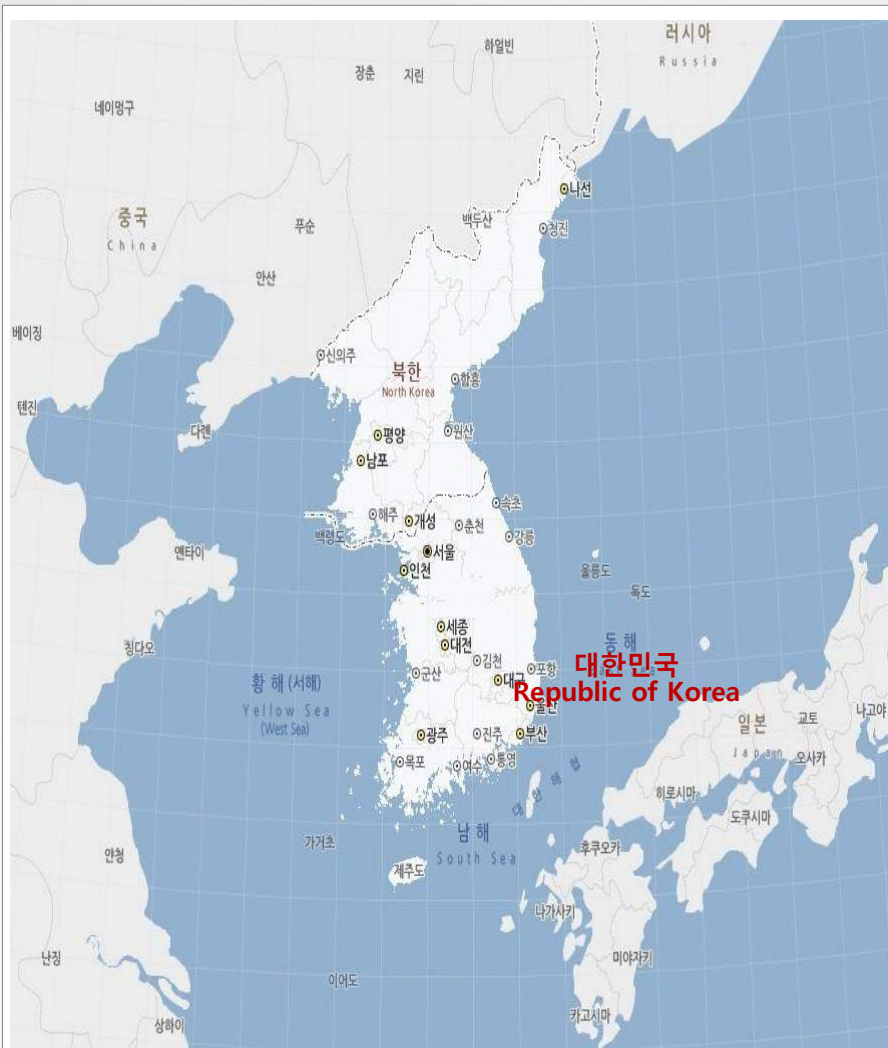 러시아
Russia
하얼빈
장춘
지린
네이멍구
나선
중국
China
푸순
백두산
청진
안산
베이징
신의주
북한
North Korea
함흥
텐진
다롄
평양
원산
남포
속초
해주
개성
춘천
백령도
강릉
옌타이
서울
인천
울릉도
독도
세종
칭다오
대전
동해
김천
포항
대한민국
군산
대구
황해 (서해)
Republic of Korea
Yellow Sea
(West Sea)
울산
광주
진주
부산
일본
Japan
교토
나고야
목포
여수
통영
오사카
대한해협
히로시마
도쿠시마
남해
South Sea
가거초
후쿠오카
얀청
제주도
나가사키
난징
미야자키
이어도
상하이
카고시마